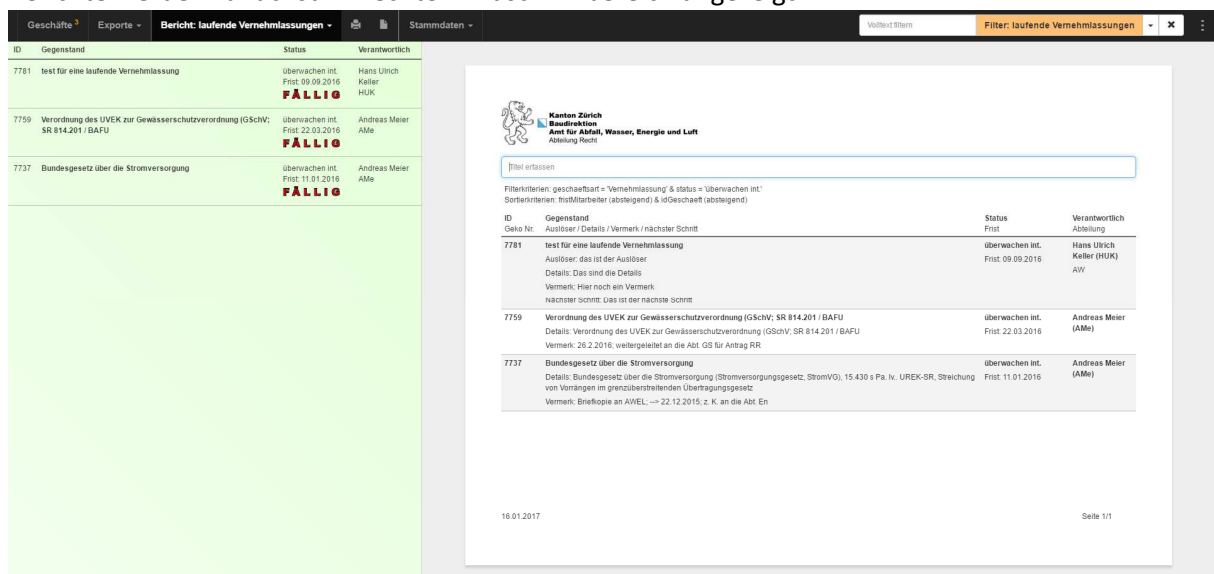 Geschäfte 3 Exporte Bericht: laufende Vernehmlassungen Stammdaten Volltext filtern Filter: laufende Vernehmlassungen
ID Gegenstand Status Verantwortlich
7781 test für eine laufende Vernehmlassung überwachen int. Hans Ulrich
Frist: 09.09.2016 Keller
FÄLLIG HUK
7759 Verordnung des UVEK zur Gewässerschutzverordnung (GSchV; überwachen int. Andreas Meier
SR 814.201 / BAFU Frist: 22.03.2016 AMe
FÄLLIG
7737 Bundesgesetz über die Stromversorgung überwachen int. Andreas Meier
Frist: 11.01.2016 AMe
FÄLLIG
Kanton Zürich
Baudirektion
Amt für Abfall, Wasser, Energie und Luft
Abteilung Recht
Titel erfassen
Filterkriterien: geschaeftsart = 'Vernehmlassung' & status = 'überwachen int.'
Sortierkriterien: fristMitarbeiter (absteigend) & idGeschaeft (absteigend)
ID Gegenstand Status Verantwortlich
Geko Nr. Auslöser / Details / Vermerk / nächster Schritt Frist Abteilung
7781 test für eine laufende Vernehmlassung überwachen int. Hans Ulrich
Auslöser: das ist der Auslöser Frist: 09.09.2016 Keller (HUK)
Details: Das sind die Details AW
Vermerk: Hier noch ein Vermerk
Nächster Schritt: Das ist der nächste Schritt
7759 Verordnung des UVEK zur Gewässerschutzverordnung (GSchV; SR 814.201 / BAFU überwachen int. Andreas Meier
Details: Verordnung des UVEK zur Gewässerschutzverordnung (GSchV; SR 814.201 / BAFU Frist: 22.03.2016 (AMe)
Vermerk: 26.2.2016; weitergeleitet an die Abt. GS für Antrag RR
7737 Bundesgesetz über die Stromversorgung überwachen int. Andreas Meier
Details: Bundesgesetz über die Stromversorgung (Stromversorgungsgesetz, StromVG), 15.430 s Pa. Iv.. UREK-SR, Streichung Frist: 11.01.2016 (AMe)
von Vorrängen im grenzüberstreitenden Übertragungsgesetz
Vermerk: Briefkopie an AWEL; --> 22.12.2015; z. K. an die Abt. En
16.01.2017 Seite 1/1